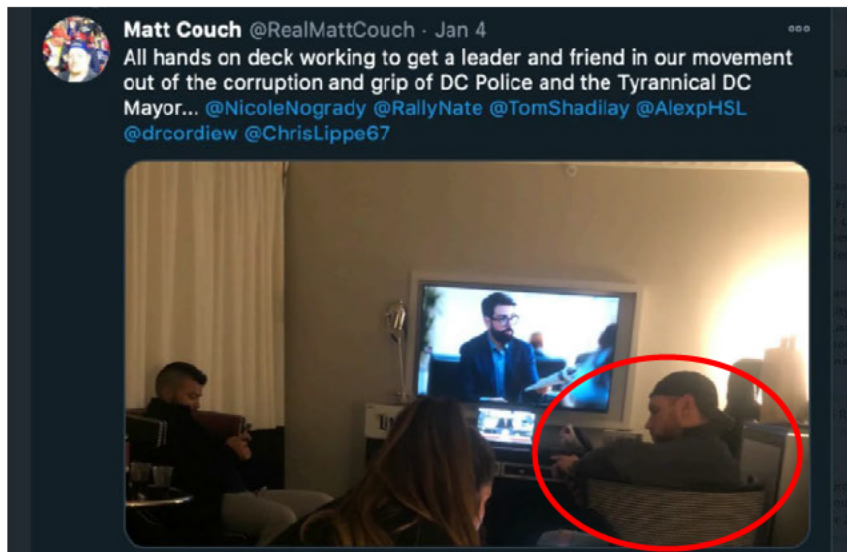 Matt Couch @RealMattCouch · Jan 4
All hands on deck working to get a leader and friend in our movement
out of the corruption and grip of DC Police and the Tyrannical DC
Mayor... @NicoleNogrady @RallyNate @TomShadilay @AlexpHSL
@drcordiew @ChrisLippe67